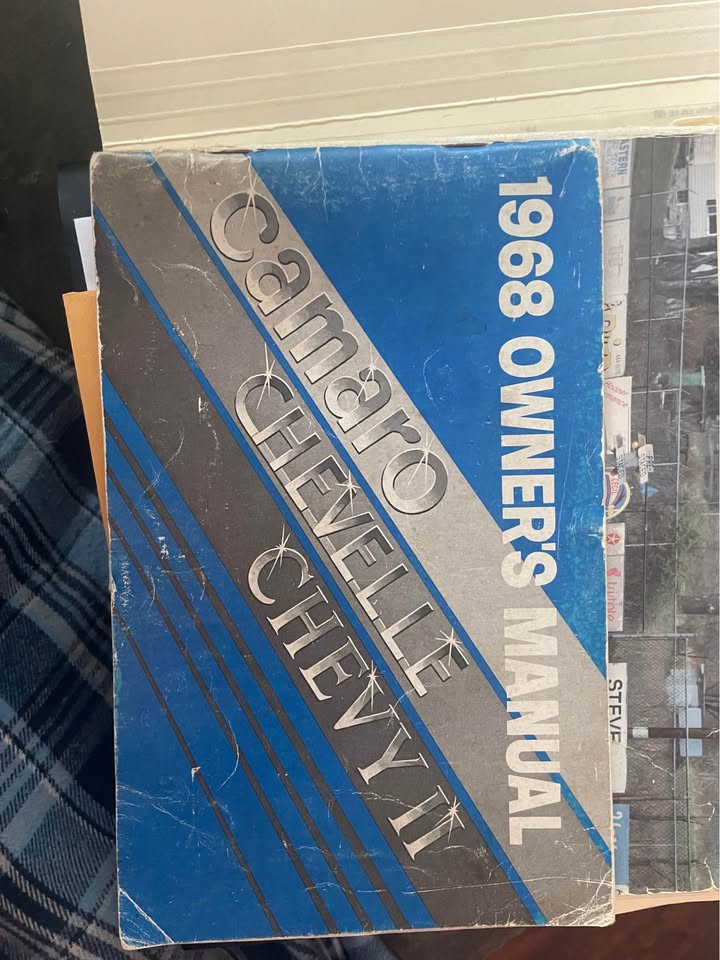 1968 OWNER'S MANUAL
camaro
CHEVELLE
CHEVY II
STEVE